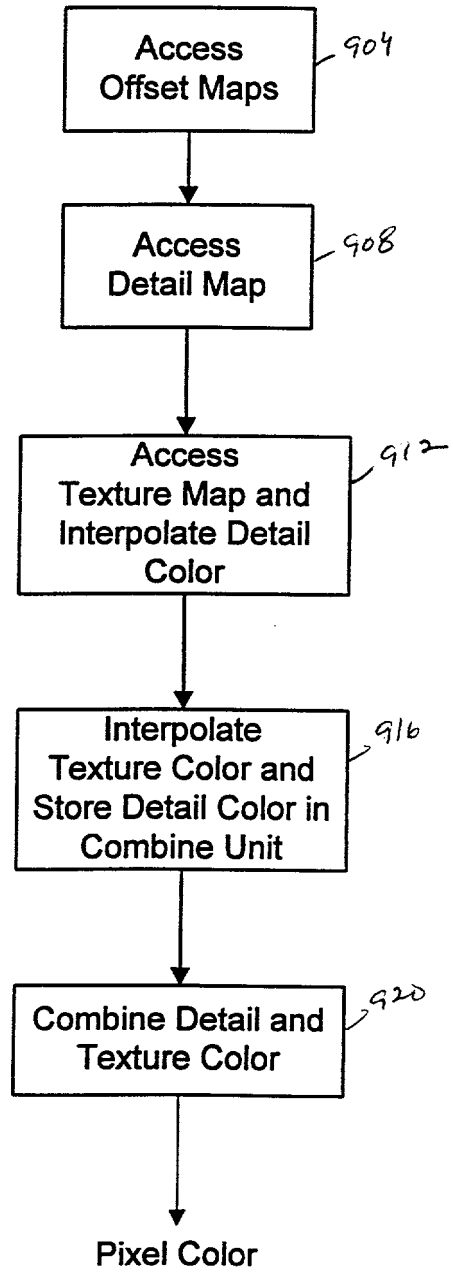 Access
Offset Maps
904
Access
Detail Map
908
Access
Texture Map and
Interpolate Detail
Color
912
Interpolate
Texture Color and
Store Detail Color in
Combine Unit
916
Combine Detail and
Texture Color
920
Pixel Color